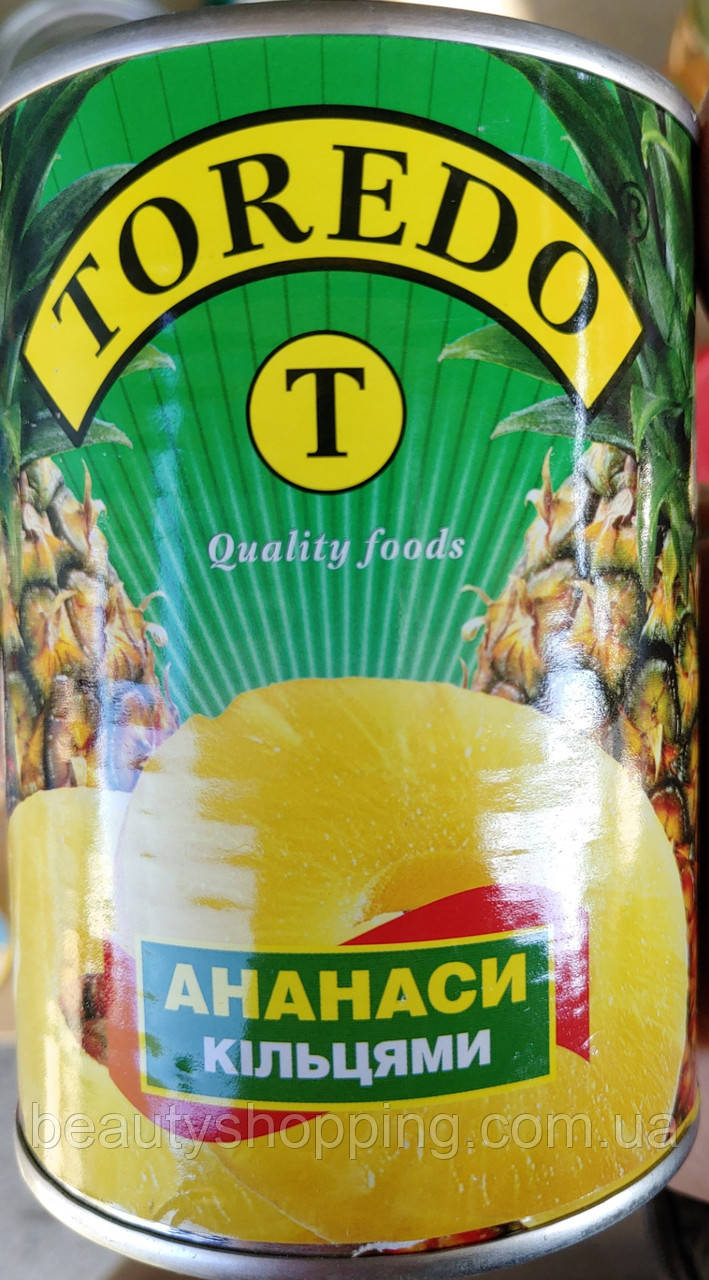 TOREDO
®
T
Quality foods
АНАНАСИ
КІЛЬЦЯМИ
beautyshopping.com.ua